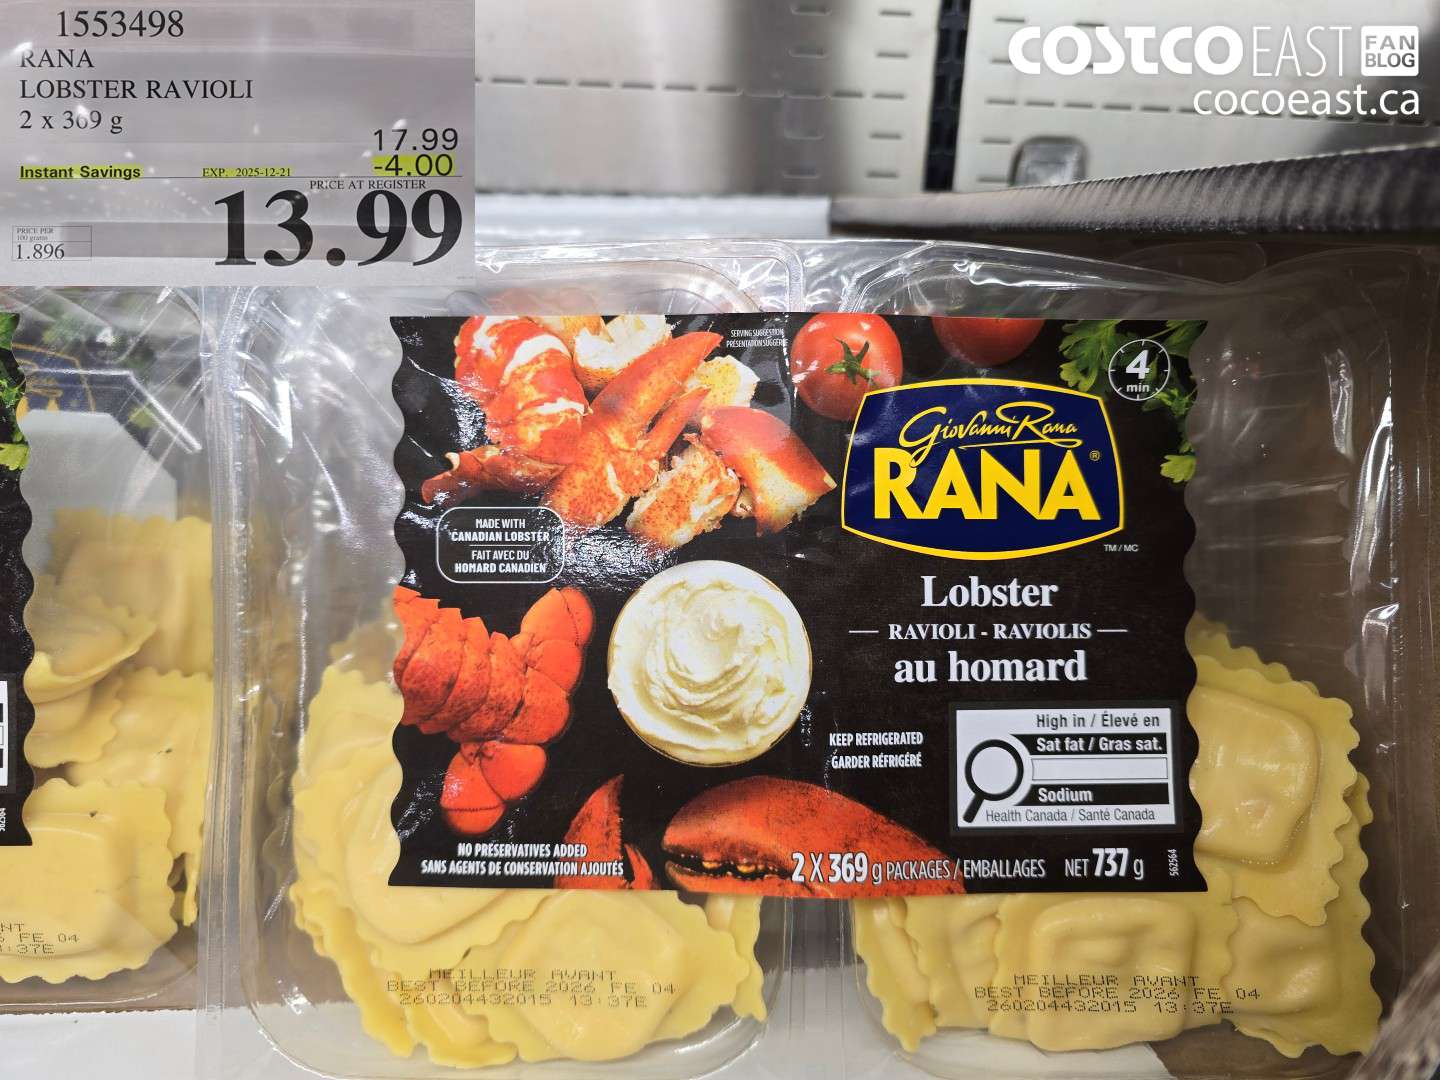 1553498
RANA
LOBSTER RAVIOLI
2 x 369 g
17.99
Instant Savings EXP. 2025-12-21 -4.00
PRICE AT REGISTER
13.99
PRICE PER
100 grams
1.896
COSTCO EAST FAN BLOG
cocoeast.ca
SERVING SUGGESTION
PRÉSENTATION SUGGÉRÉE
4
min
Giovanni Rana
RANA®
TM / MC
MADE WITH
CANADIAN LOBSTER
FAIT AVEC DU
HOMARD CANADIEN
Lobster
RAVIOLI - RAVIOLIS
au homard
KEEP REFRIGERATED
GARDER RÉFRIGÉRÉ
High in / Élevé en
Sat fat / Gras sat.
Sodium
Health Canada / Santé Canada
NO PRESERVATIVES ADDED
SANS AGENTS DE CONSERVATION AJOUTÉS
2 X 369 g PACKAGES / EMBALLAGES NET 737 g
562564
MEILLEUR AVANT
BEST BEFORE 2026 FE 04
260204432015 13:37E
MEILLEUR AVANT
BEST BEFORE 2026 FE 04
260204432015 13:37E
FE 04